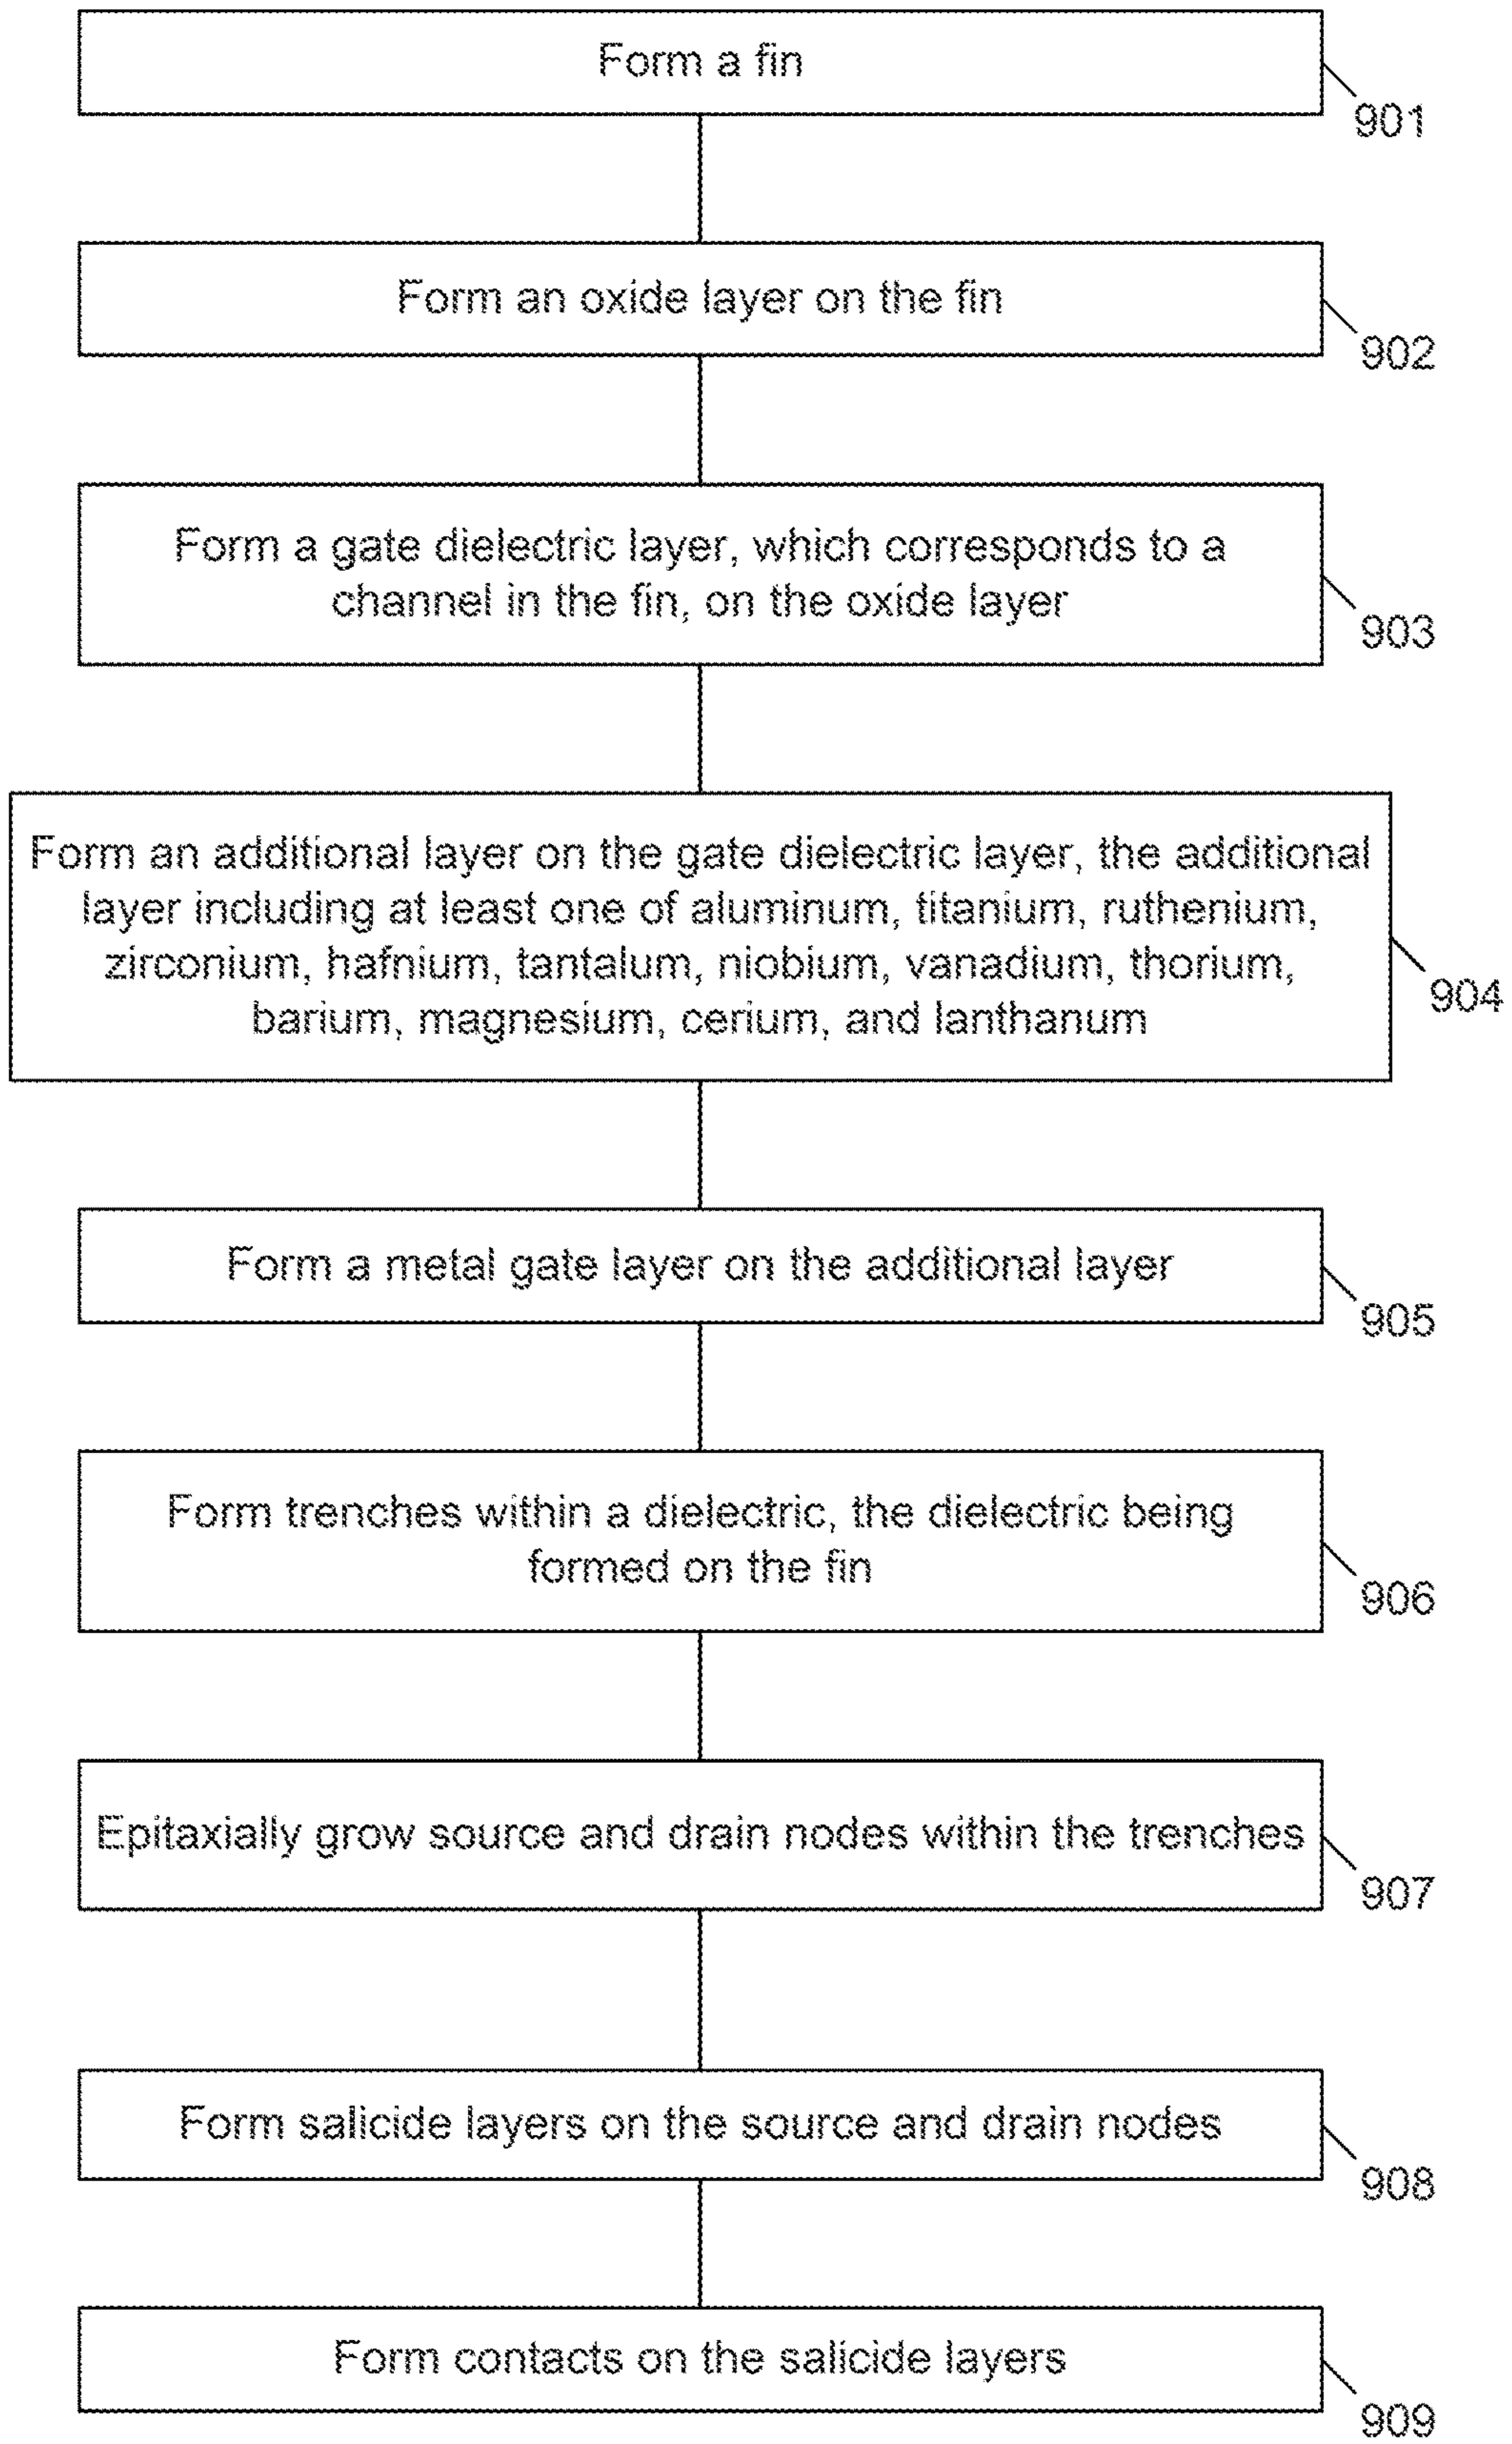 Form a fin
901
Form an oxide layer on the fin
902
Form a gate dielectric layer, which corresponds to a
channel in the fin, on the oxide layer
903
Form an additional layer on the gate dielectric layer, the additional
layer including at least one of aluminum, titanium, ruthenium,
zirconium, hafnium, tantalum, niobium, vanadium, thorium,
barium, magnesium, cerium, and lanthanum
904
Form a metal gate layer on the additional layer
905
Form trenches within a dielectric, the dielectric being
formed on the fin
906
Epitaxially grow source and drain nodes within the trenches
907
Form salicide layers on the source and drain nodes
908
Form contacts on the salicide layers
909